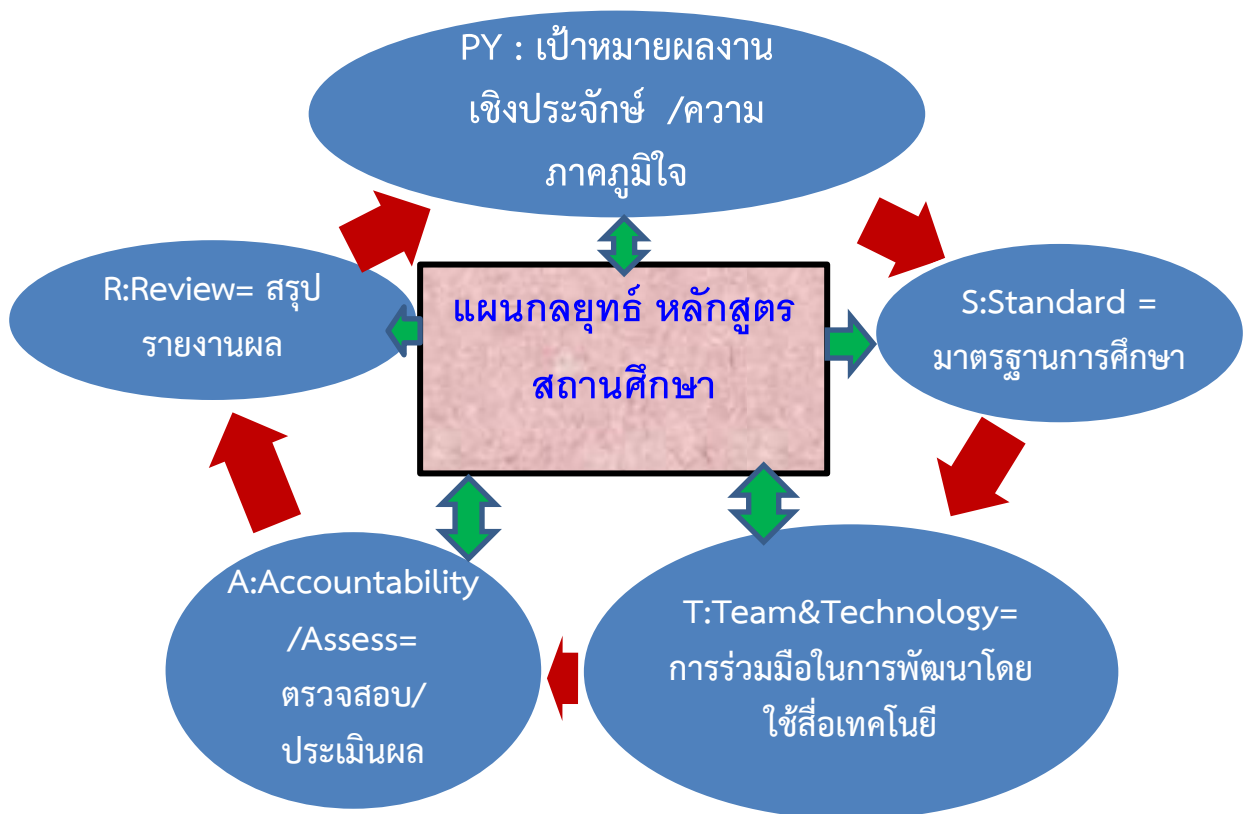 PY : เป้าหมายผลงาน
เชิงประจักษ์ /ความ
ภาคภูมิใจ
R:Review= สรุป
รายงานผล
แผนกลยุทธ์ หลักสูตร
สถานศึกษา
S:Standard =
มาตรฐานการศึกษา
A:Accountability
/Assess=
ตรวจสอบ/
ประเมินผล
T:Team&Technology=
การร่วมมือในการพัฒนาโดย
ใช้สื่อเทคโนยี